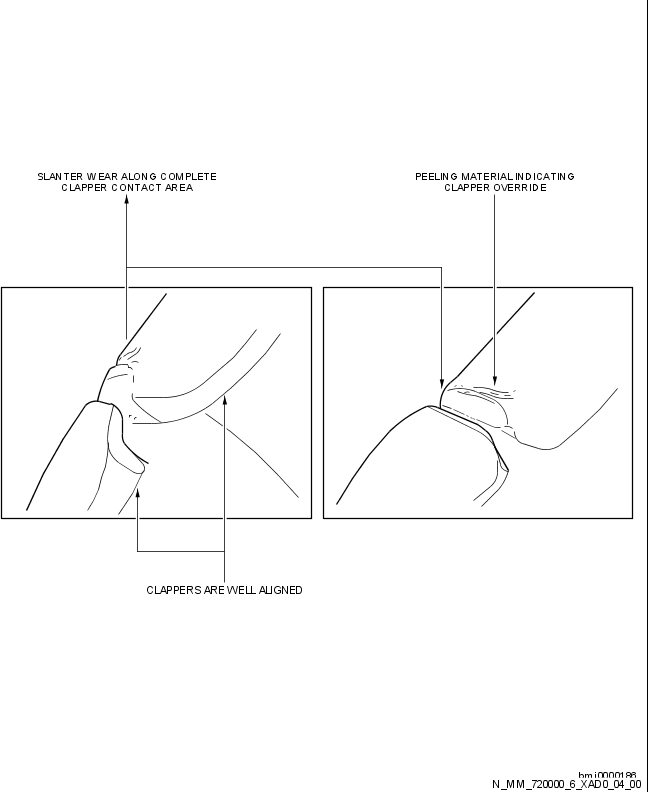 SLANTER WEAR ALONG COMPLETE
CLAPPER CONTACT AREA
PEELING MATERIAL INDICATING
CLAPPER OVERRIDE
CLAPPERS ARE WELL ALIGNED
bmi0000186
N_MM_720000_6_XAD0_04_00